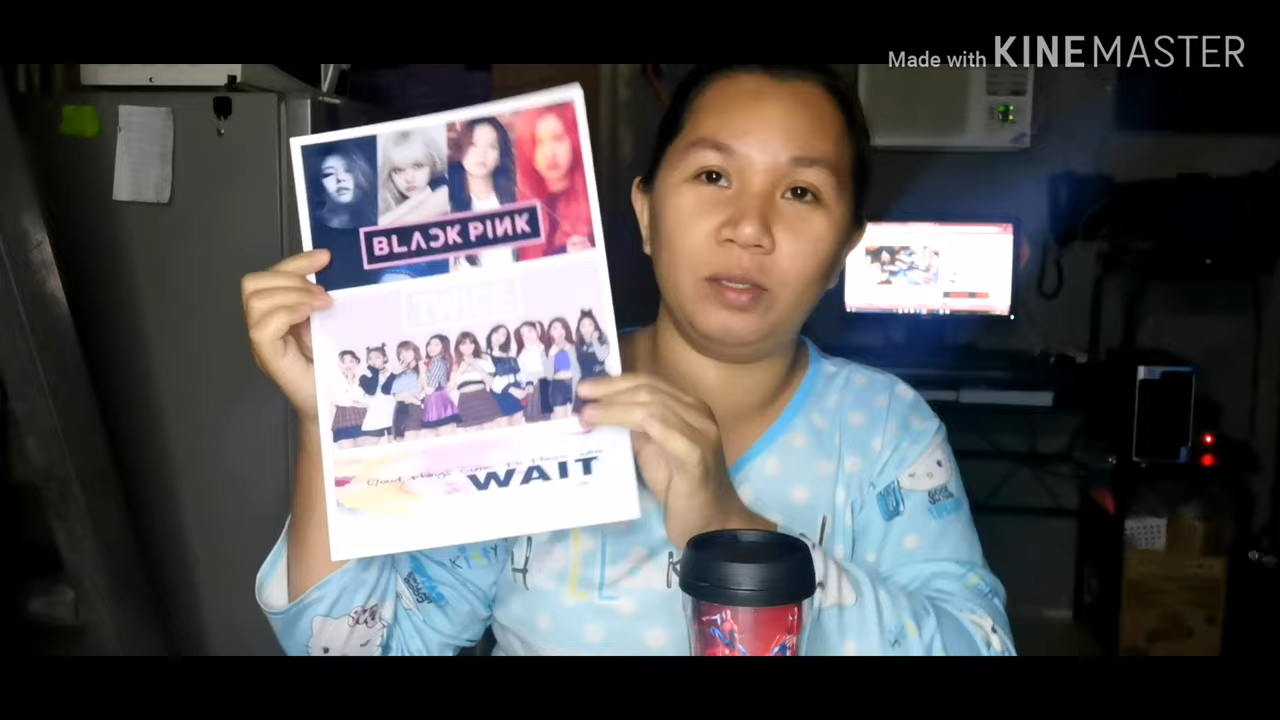 Made with KINEMASTER
BLACKPINK
TWICE
Good things come to those who
WAIT